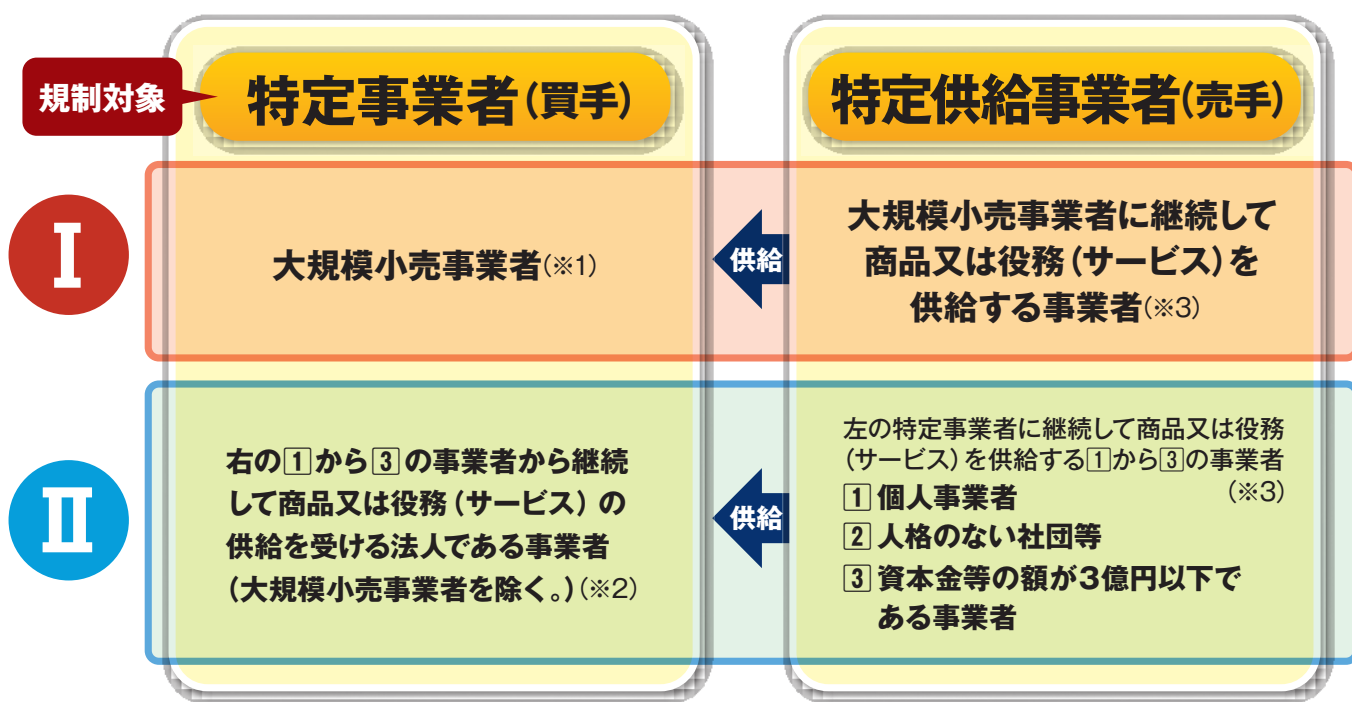 規制対象
特定事業者(買手)
特定供給事業者(売手)
I
大規模小売事業者(※1)
供給
大規模小売事業者に継続して
商品又は役務(サービス)を
供給する事業者(※3)
II
右の1から3の事業者から継続
して商品又は役務(サービス)の
供給を受ける法人である事業者
(大規模小売事業者を除く。)(※2)
供給
左の特定事業者に継続して商品又は役務
(サービス)を供給する1から3の事業者
(※3)
1 個人事業者
2 人格のない社団等
3 資本金等の額が3億円以下で
ある事業者